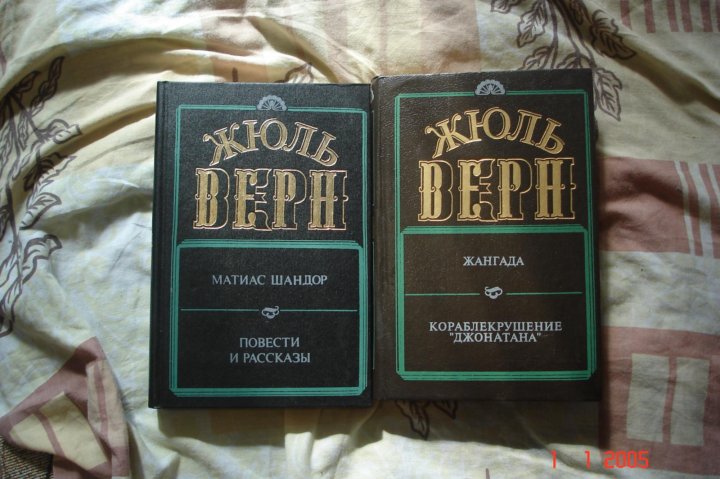 ЖЮЛЬ
ВЕРН
МАТИАС ШАНДОР
ПОВЕСТИ
И РАССКАЗЫ
ЖЮЛЬ
ВЕРН
ЖАНГАДА
КОРАБЛЕКРУШЕНИЕ
"ДЖОНАТАНА"
1 1 2005